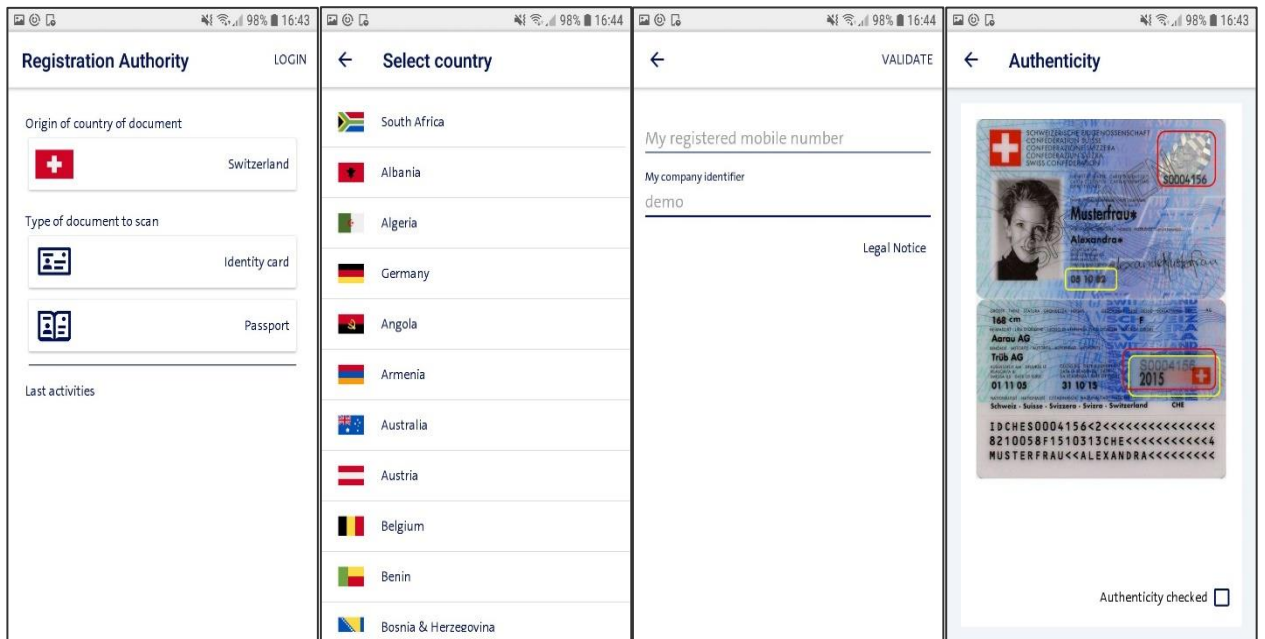 98% 16:43
Registration Authority
LOGIN
Origin of country of document
Switzerland
Type of document to scan
Identity card
Passport
Last activities
98% 16:44
Select country
South Africa
Albania
Algeria
Germany
Angola
Armenia
Australia
Austria
Belgium
Benin
Bosnia & Herzegovina
98% 16:44
VALIDATE
My registered mobile number
My company identifier
demo
Legal Notice
98% 16:43
Authenticity
SCHWEIZERISCHE EIDGENOSSENSCHAFT
CONFEDERATION SUISSE
CONFEDERAZIONE SVIZZERA
CONFEDERAZIUN SVIZRA
SWISS CONFEDERATION
S0004156
Musterfrau*
Alexandra*
05 10 82
168 cm
F
Aarau AG
Trüb AG
S0004156
2015
01 11 05 31 10 15
Schweiz - Suisse - Svizzera - Svizra - Switzerland CHE
IDCHES0004156<2<<<<<<<<<<<<<<<
8210058F1510313CHE<<<<<<<<<<<4
MUSTERFRAU<<ALEXANDRA<<<<<<<<<
Authenticity checked